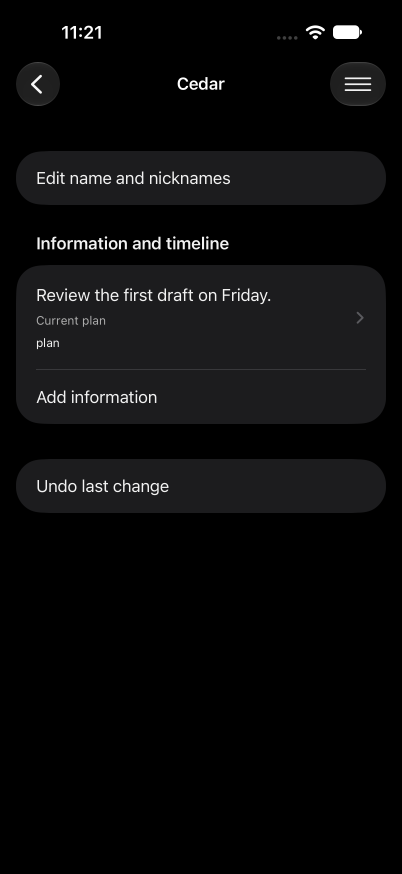 11:21
Cedar
Edit name and nicknames
Information and timeline
Review the first draft on Friday.
Current plan
plan
Add information
Undo last change